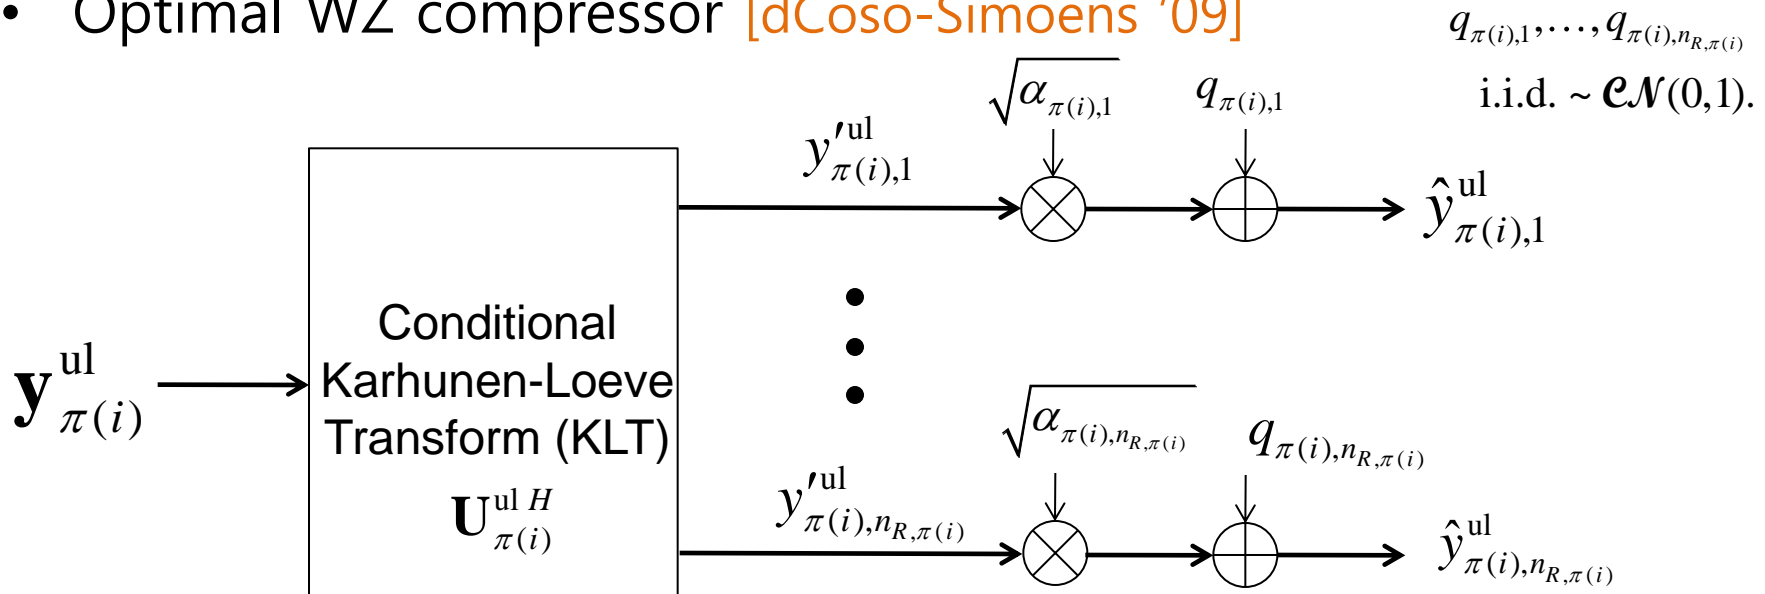 • Optimal WZ compressor [dCoso-Simoens '09]
q_{π(i),1},…,q_{π(i),n_{R,π(i)}}
i.i.d. ~ 𝒞𝒩(0,1).
√α_{π(i),1}
q_{π(i),1}
y′^{ul}_{π(i),1}
ŷ^{ul}_{π(i),1}
Conditional
Karhunen-Loeve
Transform (KLT)
U^{ul H}_{π(i)}
y^{ul}_{π(i)}
√α_{π(i),n_{R,π(i)}}
q_{π(i),n_{R,π(i)}}
y′^{ul}_{π(i),n_{R,π(i)}}
ŷ^{ul}_{π(i),n_{R,π(i)}}